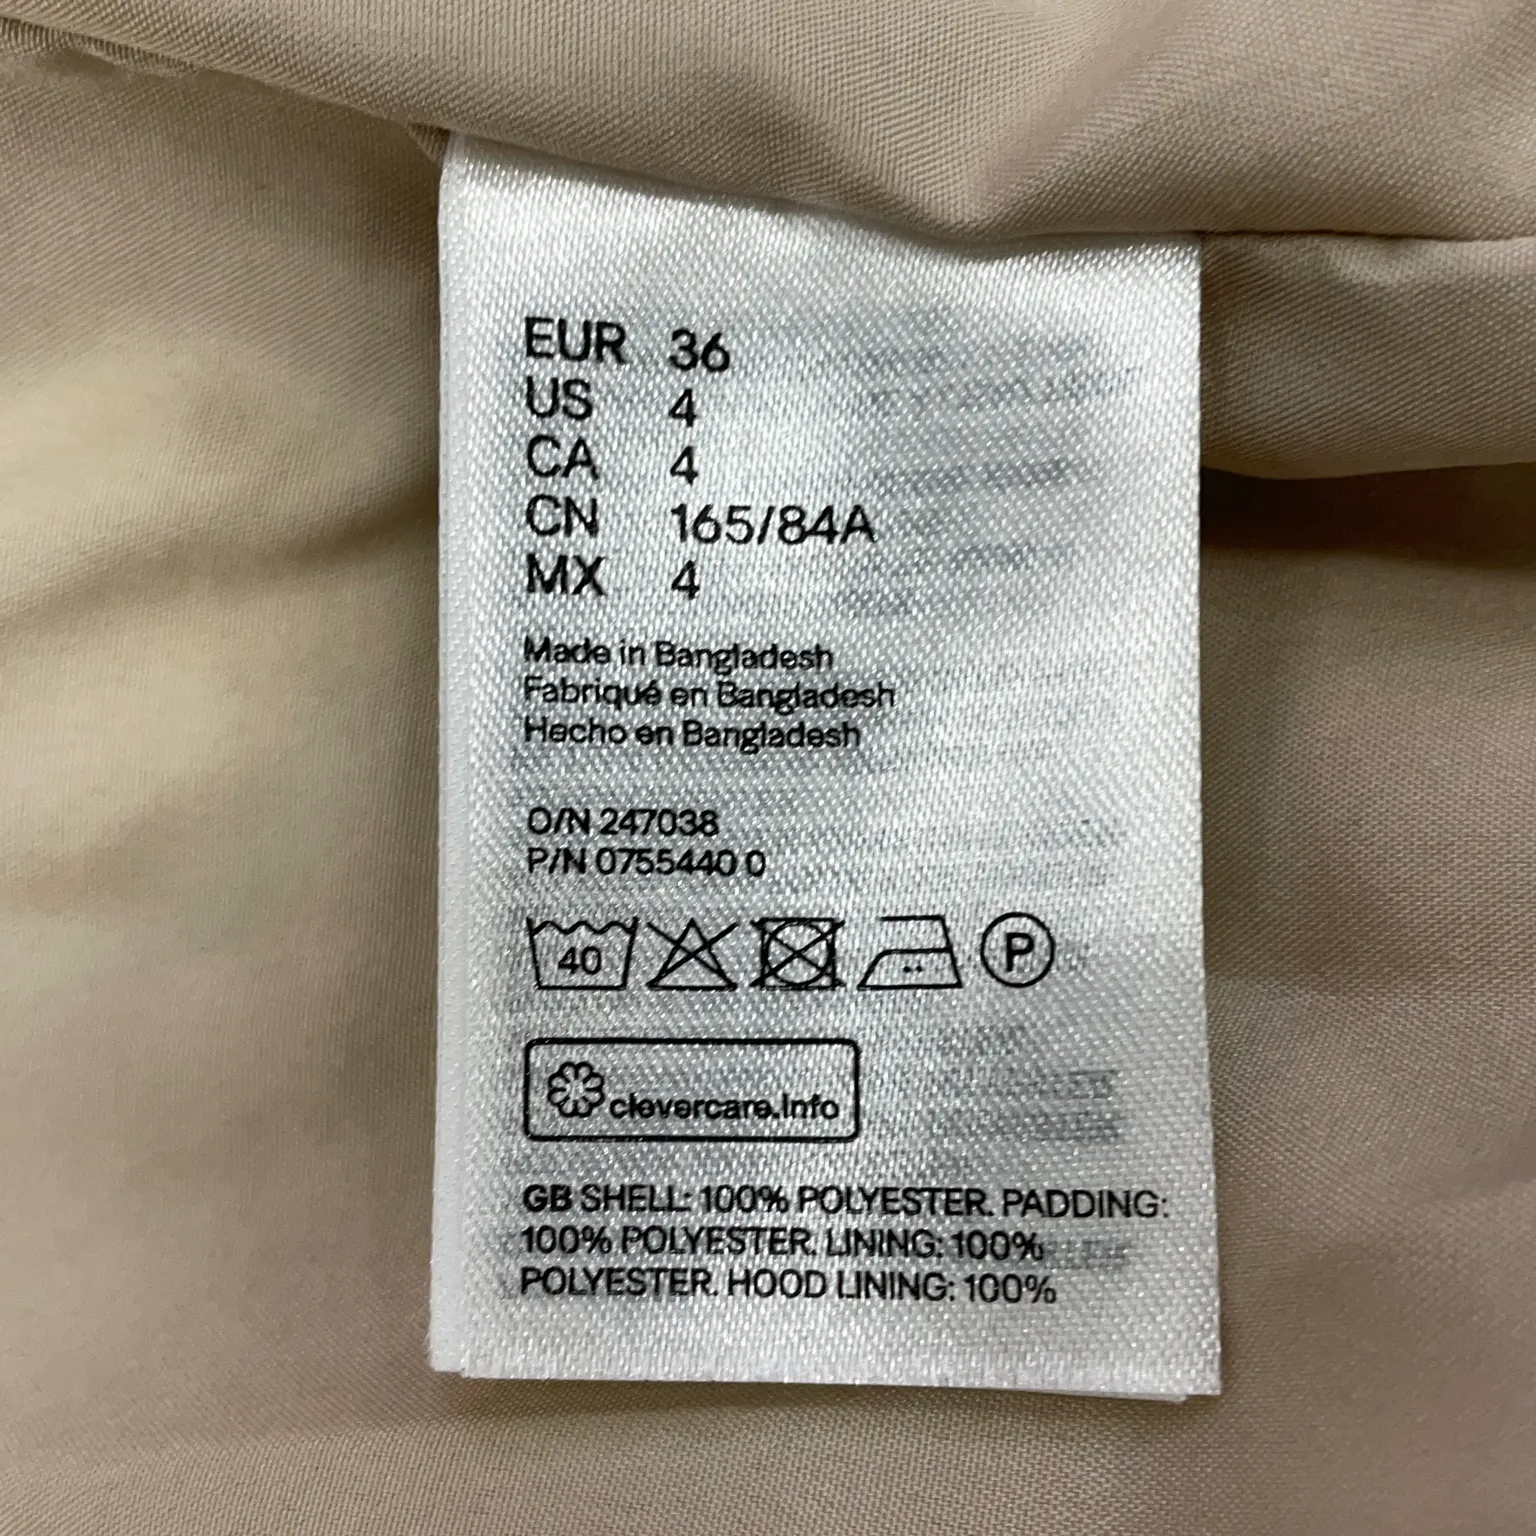 EUR 36
US 4
CA 4
CN 165/84A
MX 4
Made in Bangladesh
Fabriqué en Bangladesh
Hecho en Bangladesh
O/N 247038
P/N 0755440 0
40 P
clevercare.info
GB SHELL: 100% POLYESTER. PADDING:
100% POLYESTER. LINING: 100%
POLYESTER. HOOD LINING: 100%